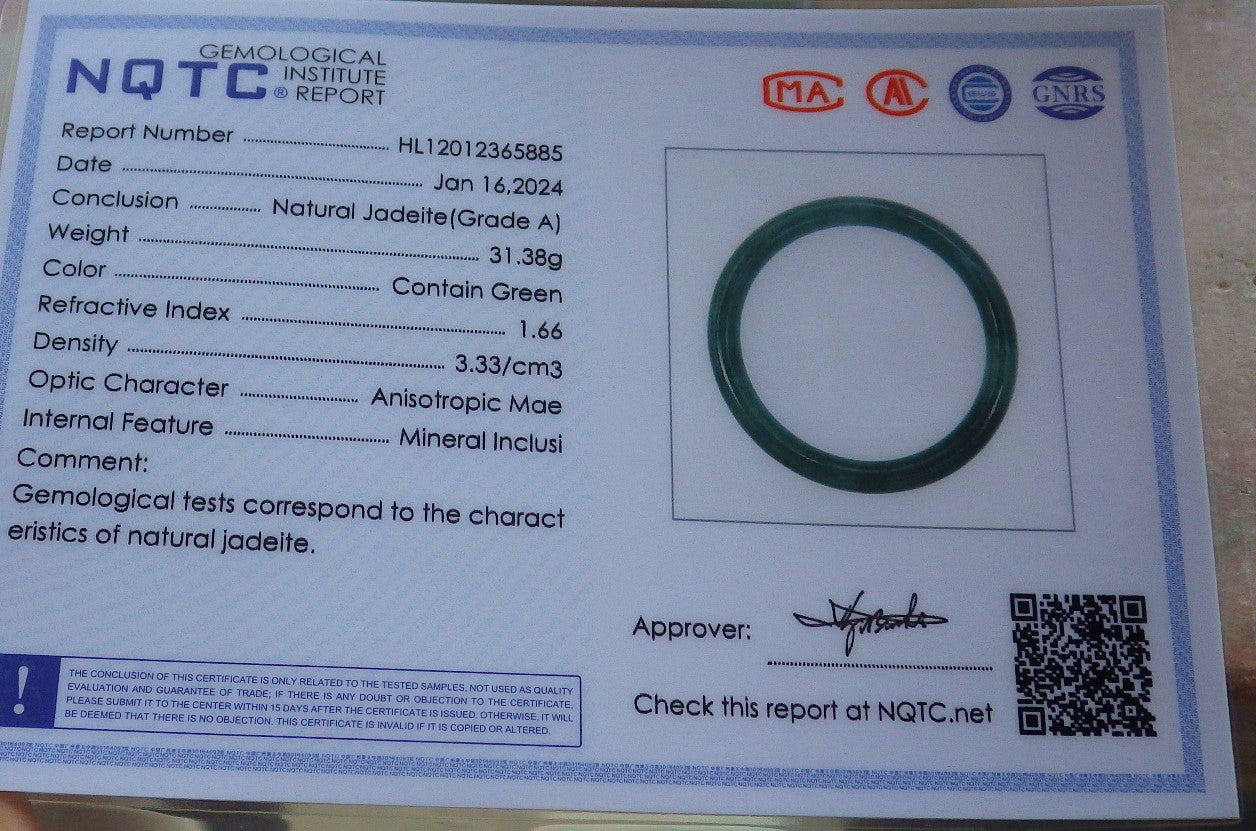 NQTC® GEMOLOGICAL INSTITUTE REPORT
MA
GNRS
Report Number ........ HL12012365885
Date ........ Jan 16,2024
Conclusion ........ Natural Jadeite(Grade A)
Weight ........ 31.38g
Color ........ Contain Green
Refractive Index ........ 1.66
Density ........ 3.33/cm3
Optic Character ........ Anisotropic Mae
Internal Feature ........ Mineral Inclusi
Comment:
Gemological tests correspond to the charact
eristics of natural jadeite.
Approver:
Check this report at NQTC.net
!
THE CONCLUSION OF THIS CERTIFICATE IS ONLY RELATED TO THE TESTED SAMPLES. NOT USED AS QUALITY
EVALUATION AND GUARANTEE OF TRADE; IF THERE IS ANY DOUBT OR OBJECTION TO THE CERTIFICATE.
PLEASE SUBMIT IT TO THE CENTER WITHIN 15 DAYS AFTER THE CERTIFICATE IS ISSUED. OTHERWISE, IT WILL
BE DEEMED THAT THERE IS NO OBJECTION. THIS CERTIFICATE IS INVALID IF IT IS COPIED OR ALTERED.